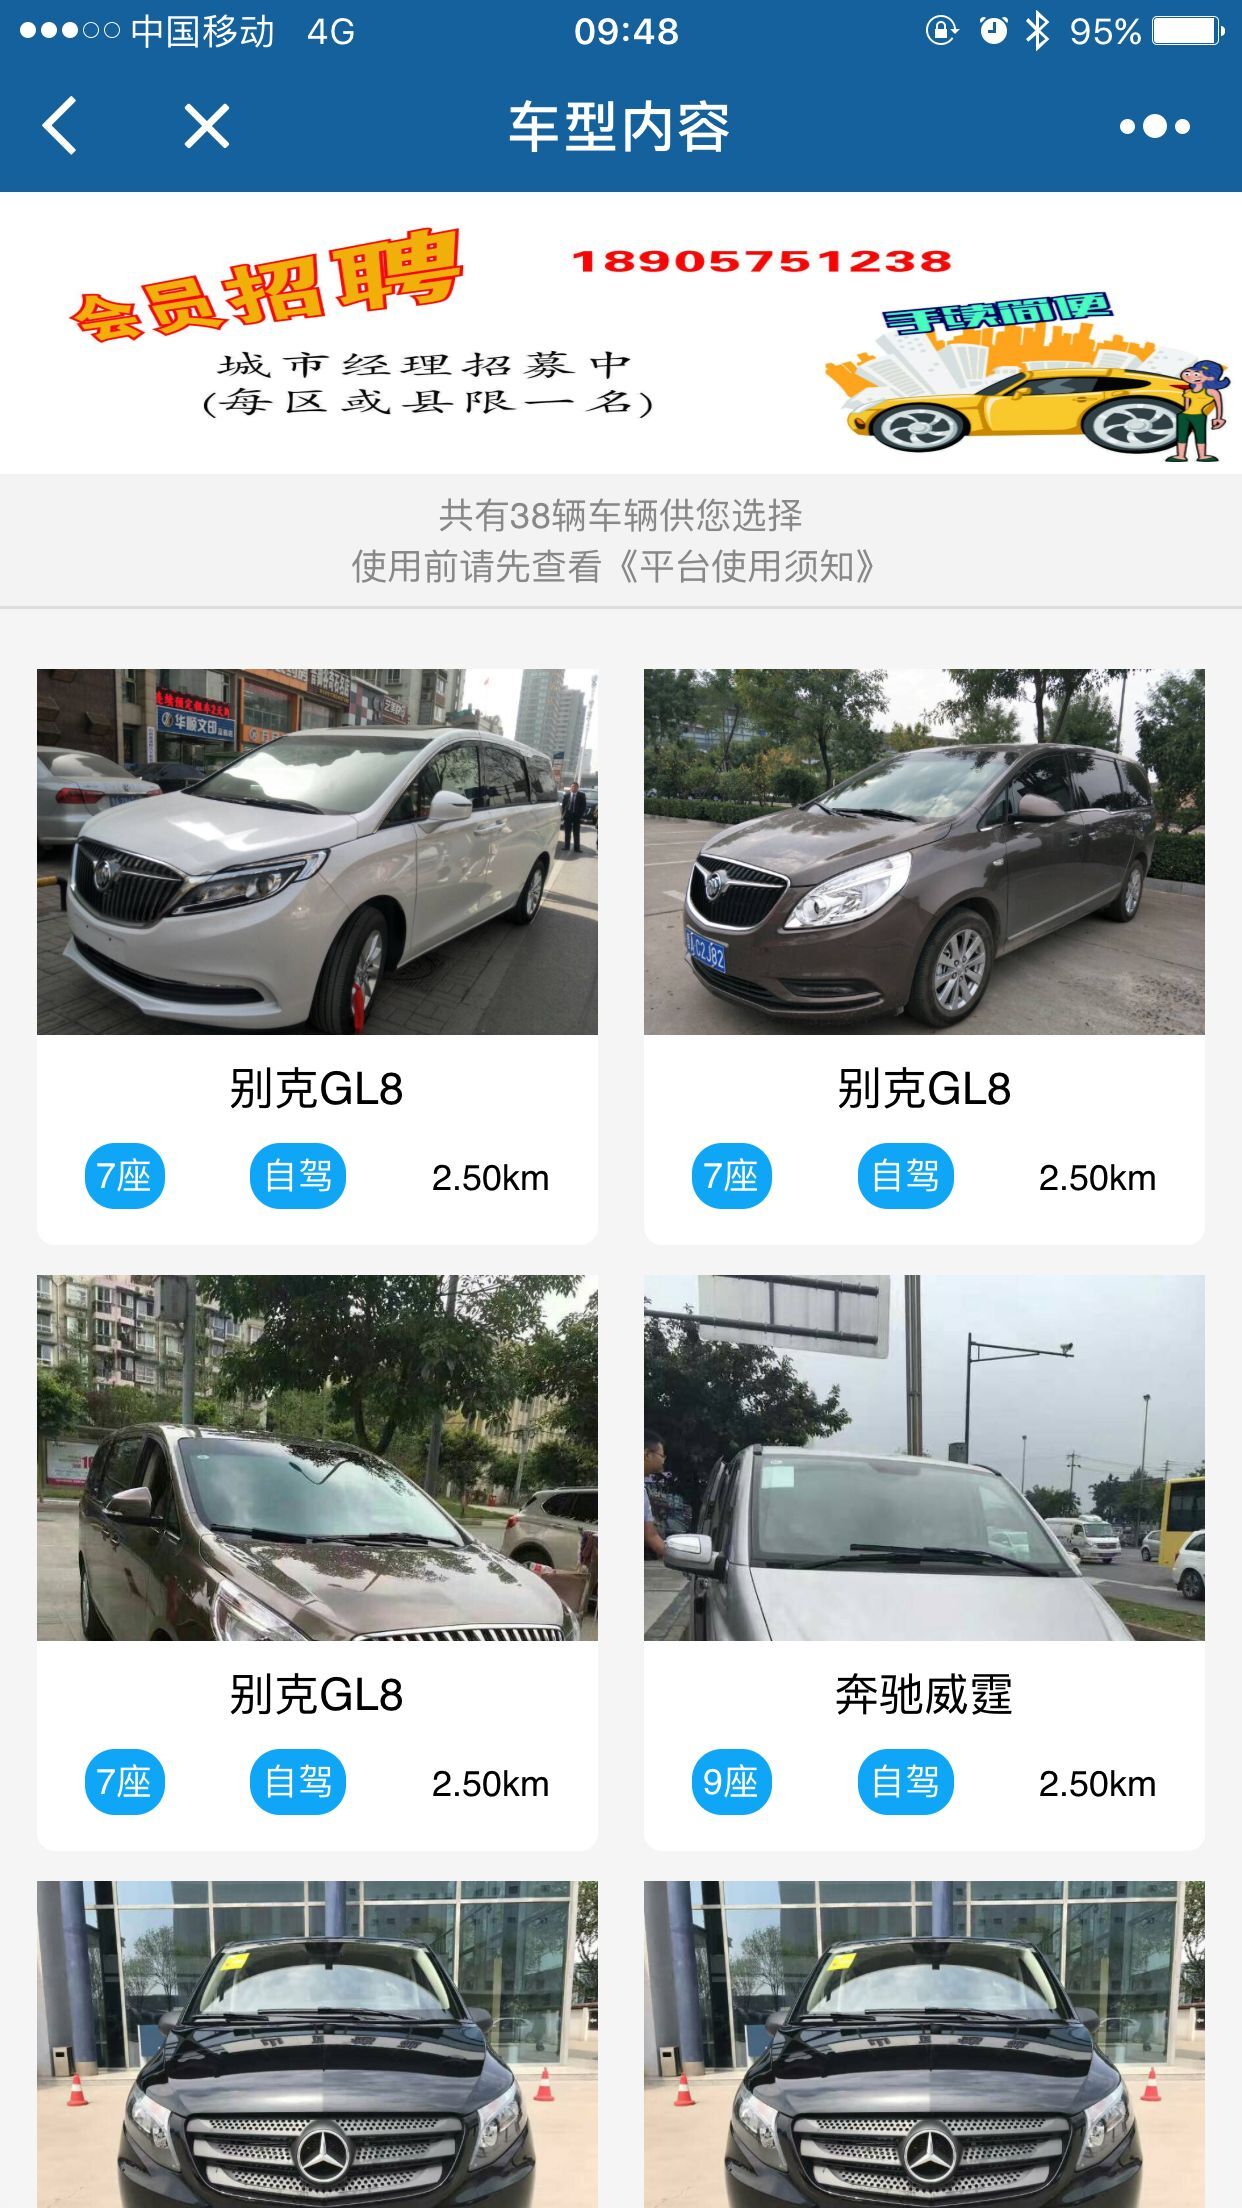 中国移动 4G 09:48 95%
车型内容
会员招聘
18905751238
手续简便
城市经理招募中
(每区或县限一名)
共有38辆车辆供您选择
使用前请先查看《平台使用须知》
华顺文印
C2J82
别克GL8
7座 自驾 2.50km
别克GL8
7座 自驾 2.50km
别克GL8
7座 自驾 2.50km
奔驰威霆
9座 自驾 2.50km